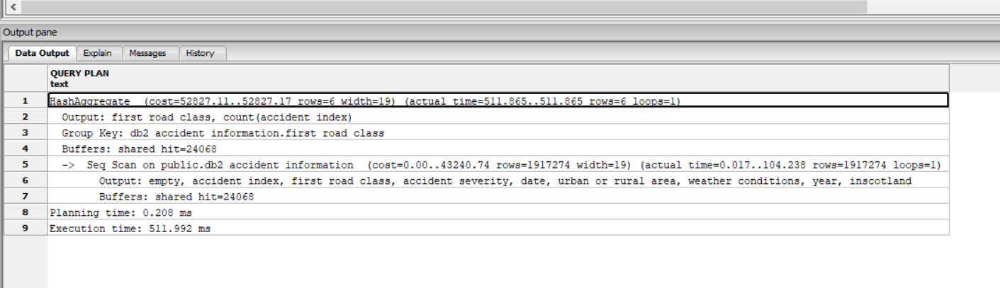 Output pane
Data Output Explain Messages History
QUERY PLAN
text
1 HashAggregate (cost=52827.11..52827.17 rows=6 width=19) (actual time=511.865..511.865 rows=6 loops=1)
2 Output: first road class, count(accident index)
3 Group Key: db2 accident information.first road class
4 Buffers: shared hit=24068
5 -> Seq Scan on public.db2 accident information (cost=0.00..43240.74 rows=1917274 width=19) (actual time=0.017..104.238 rows=1917274 loops=1)
6 Output: empty, accident index, first road class, accident severity, date, urban or rural area, weather conditions, year, inscotland
7 Buffers: shared hit=24068
8 Planning time: 0.208 ms
9 Execution time: 511.992 ms